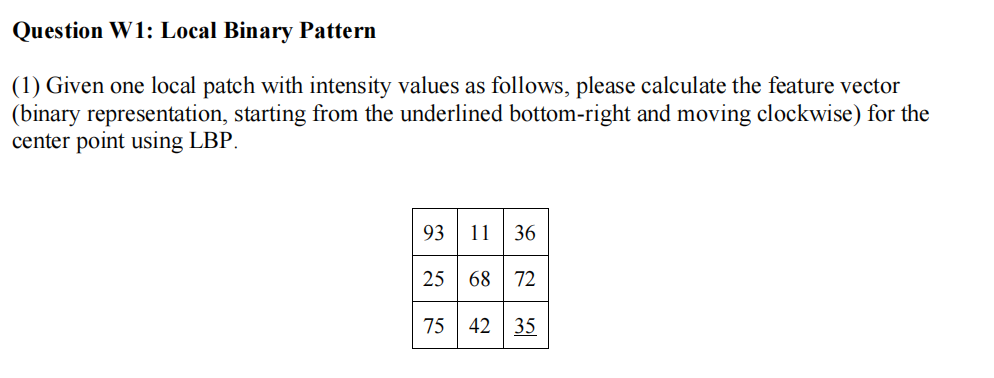 Question W1: Local Binary Pattern
(1) Given one local patch with intensity values as follows, please calculate the feature vector
(binary representation, starting from the underlined bottom-right and moving clockwise) for the
center point using LBP.
93 11 36
25 68 72
75 42 35